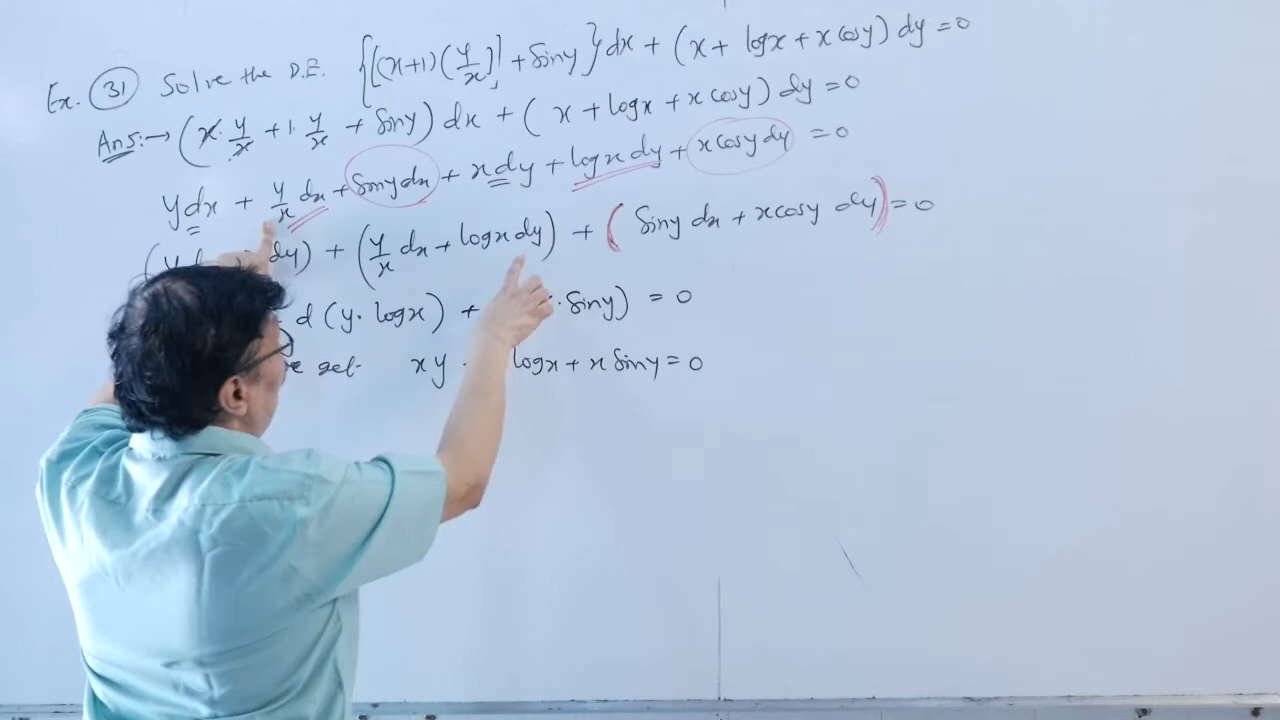 Ex. 31 Solve the D.E. {[(x+1)(y/x)] + Siny} dx + (x + logx + x cosy) dy = 0
Ans:→ (x · y/x + 1 · y/x + Siny) dx + (x + logx + x cosy) dy = 0
ydx + y/x dx + Siny dx + x dy + logx dy + x cosy dy = 0
dy) + (y/x dx + logx dy) + (Siny dx + x cosy dy) = 0
d(y· logx) + · Siny) = 0
get xy logx + x Siny = 0